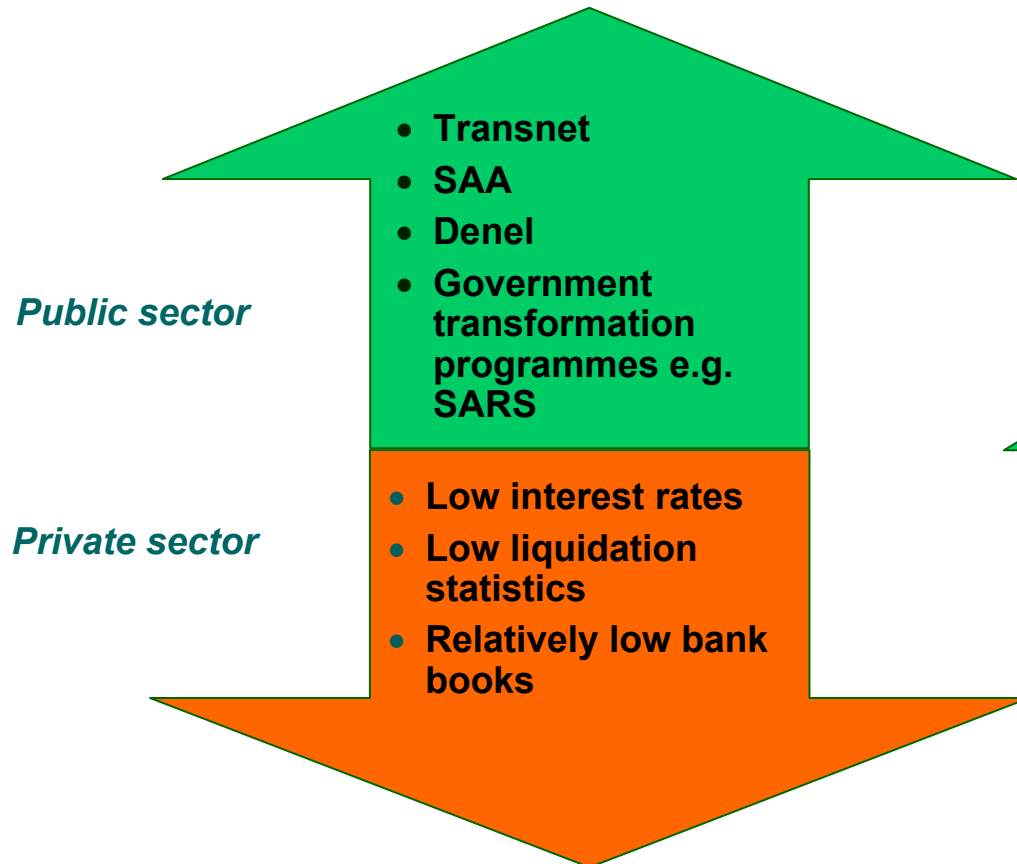 • Transnet
• SAA
• Denel
• Government
transformation
programmes e.g.
SARS
Public sector
• Low interest rates
• Low liquidation
statistics
• Relatively low bank
books
Private sector